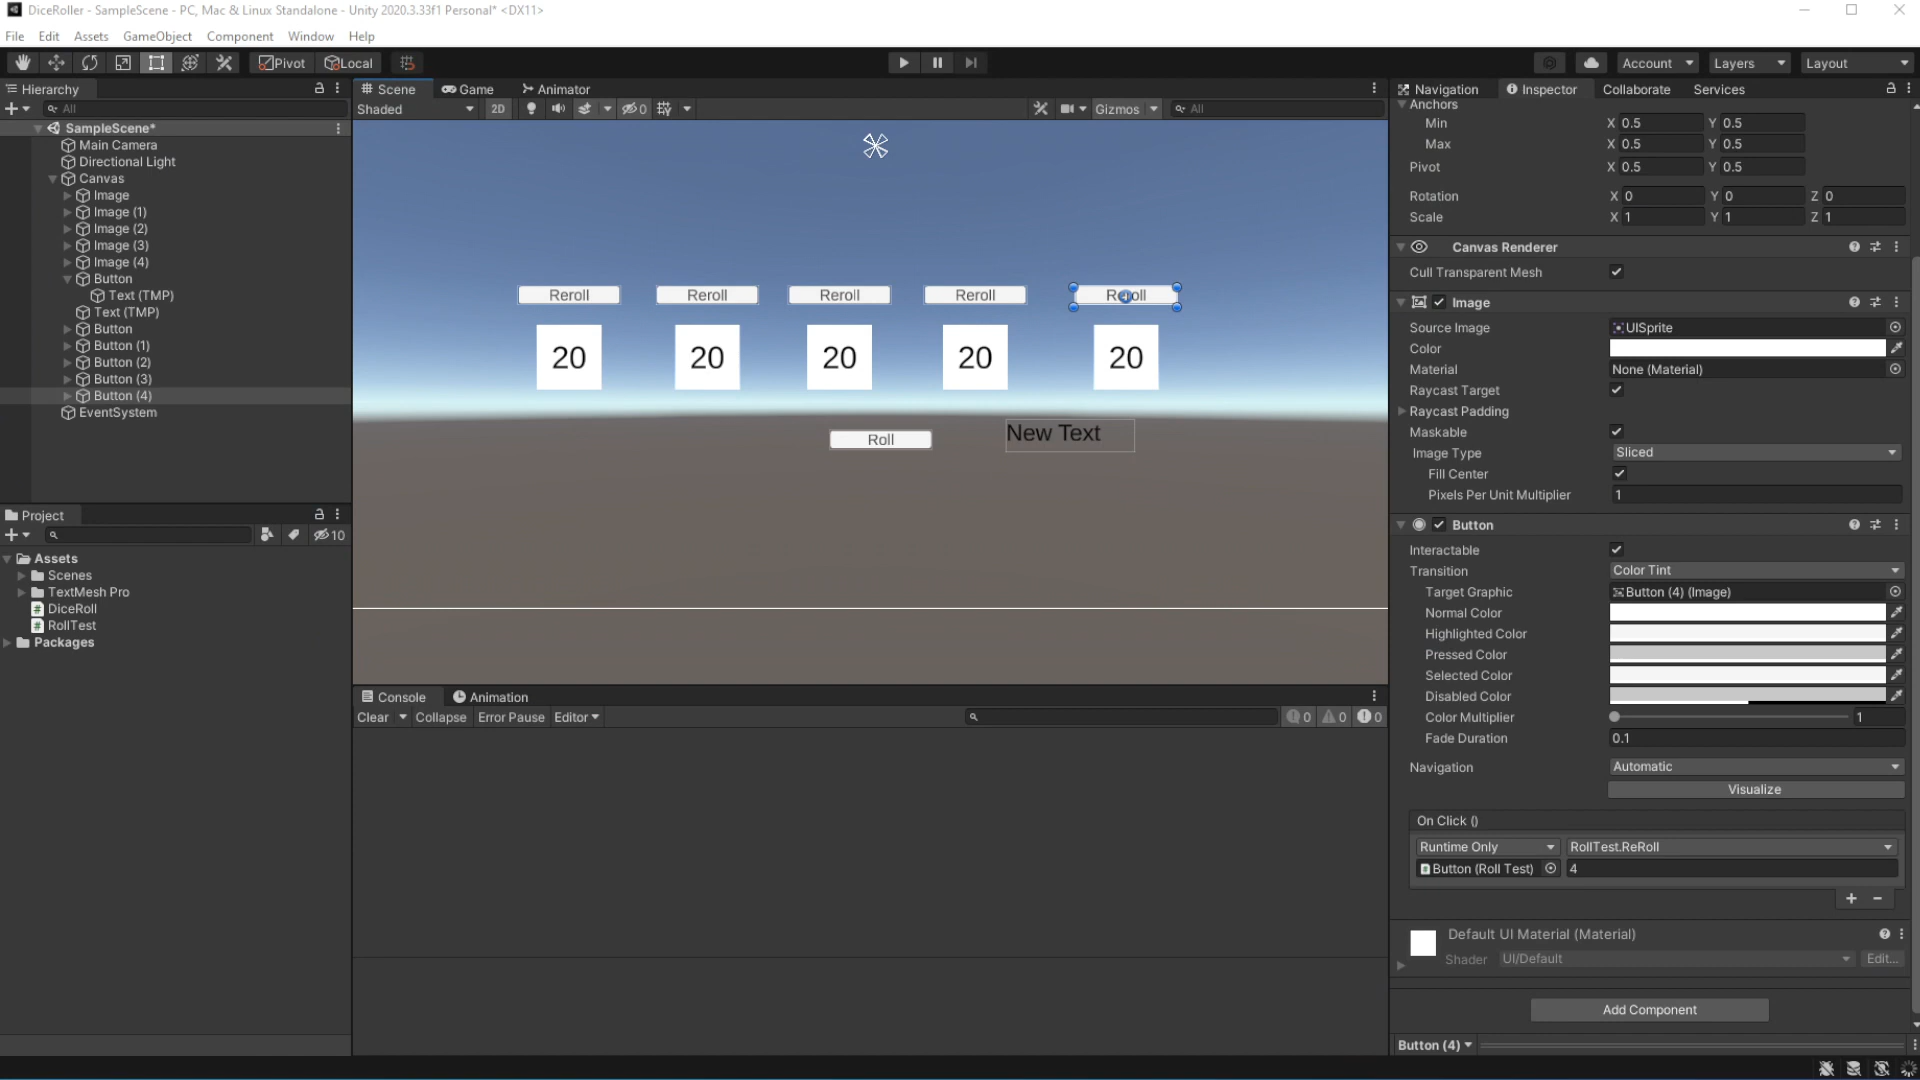 DiceRoller - SampleScene - PC, Mac & Linux Standalone - Unity 2020.3.33f1 Personal* <DX11>
File Edit Assets GameObject Component Window Help
Pivot Local
Account Layers Layout
Hierarchy
All
SampleScene*
Main Camera
Directional Light
Canvas
Image
Image (1)
Image (2)
Image (3)
Image (4)
Button
Text (TMP)
Text (TMP)
Button
Button (1)
Button (2)
Button (3)
Button (4)
EventSystem
Project
10
Assets
Scenes
TextMesh Pro
DiceRoll
RollTest
Packages
Scene Game Animator
Shaded 2D 0 Gizmos All
Reroll Reroll Reroll Reroll Reroll
20 20 20 20 20
Roll
New Text
Console Animation
Clear Collapse Error Pause Editor 0 0 0
Navigation Inspector Collaborate Services
Anchors
Min X 0.5 Y 0.5
Max X 0.5 Y 0.5
Pivot X 0.5 Y 0.5
Rotation X 0 Y 0 Z 0
Scale X 1 Y 1 Z 1
Canvas Renderer
Cull Transparent Mesh
Image
Source Image UISprite
Color
Material None (Material)
Raycast Target
Raycast Padding
Maskable
Image Type Sliced
Fill Center
Pixels Per Unit Multiplier 1
Button
Interactable
Transition Color Tint
Target Graphic Button (4) (Image)
Normal Color
Highlighted Color
Pressed Color
Selected Color
Disabled Color
Color Multiplier 1
Fade Duration 0.1
Navigation Automatic
Visualize
On Click ()
Runtime Only RollTest.ReRoll
Button (Roll Test) 4
+ −
Default UI Material (Material)
Shader UI/Default Edit...
Add Component
Button (4)